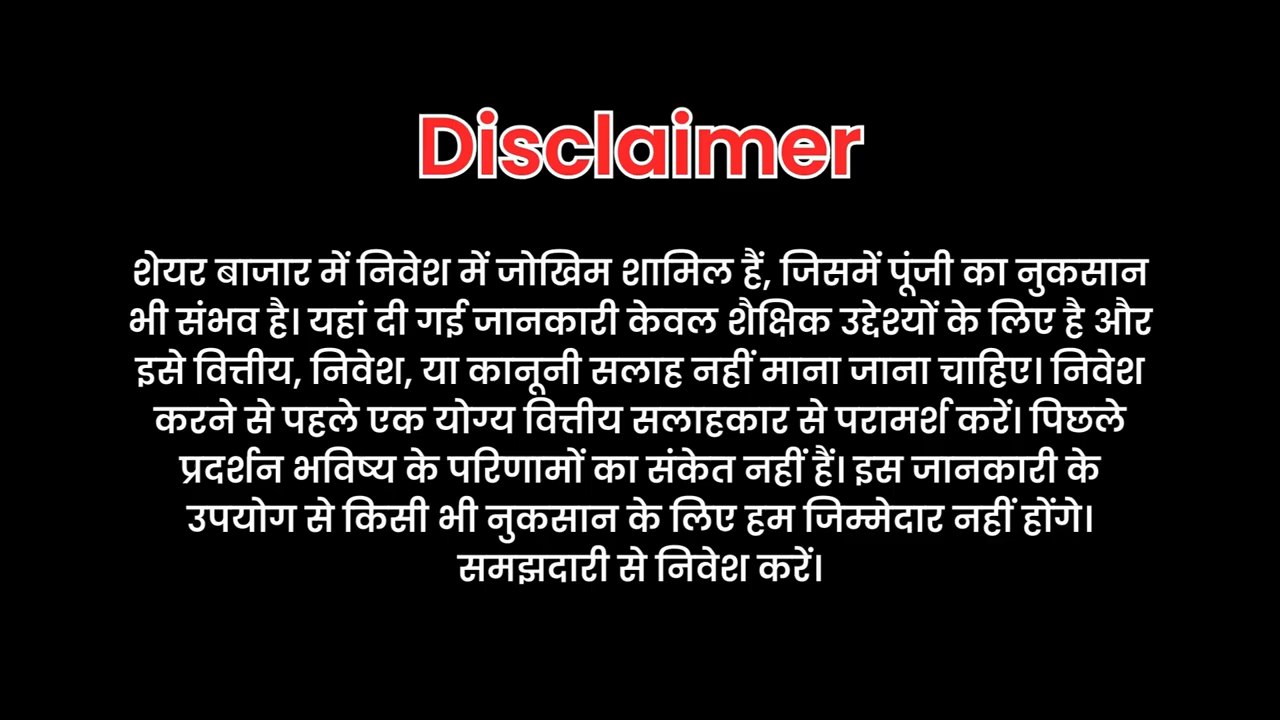 Disclaimer
शेयर बाजार में निवेश में जोखिम शामिल हैं, जिसमें पूंजी का नुकसान
भी संभव है। यहां दी गई जानकारी केवल शैक्षिक उद्देश्यों के लिए है और
इसे वित्तीय, निवेश, या कानूनी सलाह नहीं माना जाना चाहिए। निवेश
करने से पहले एक योग्य वित्तीय सलाहकार से परामर्श करें। पिछले
प्रदर्शन भविष्य के परिणामों का संकेत नहीं हैं। इस जानकारी के
उपयोग से किसी भी नुकसान के लिए हम जिम्मेदार नहीं होंगे।
समझदारी से निवेश करें।